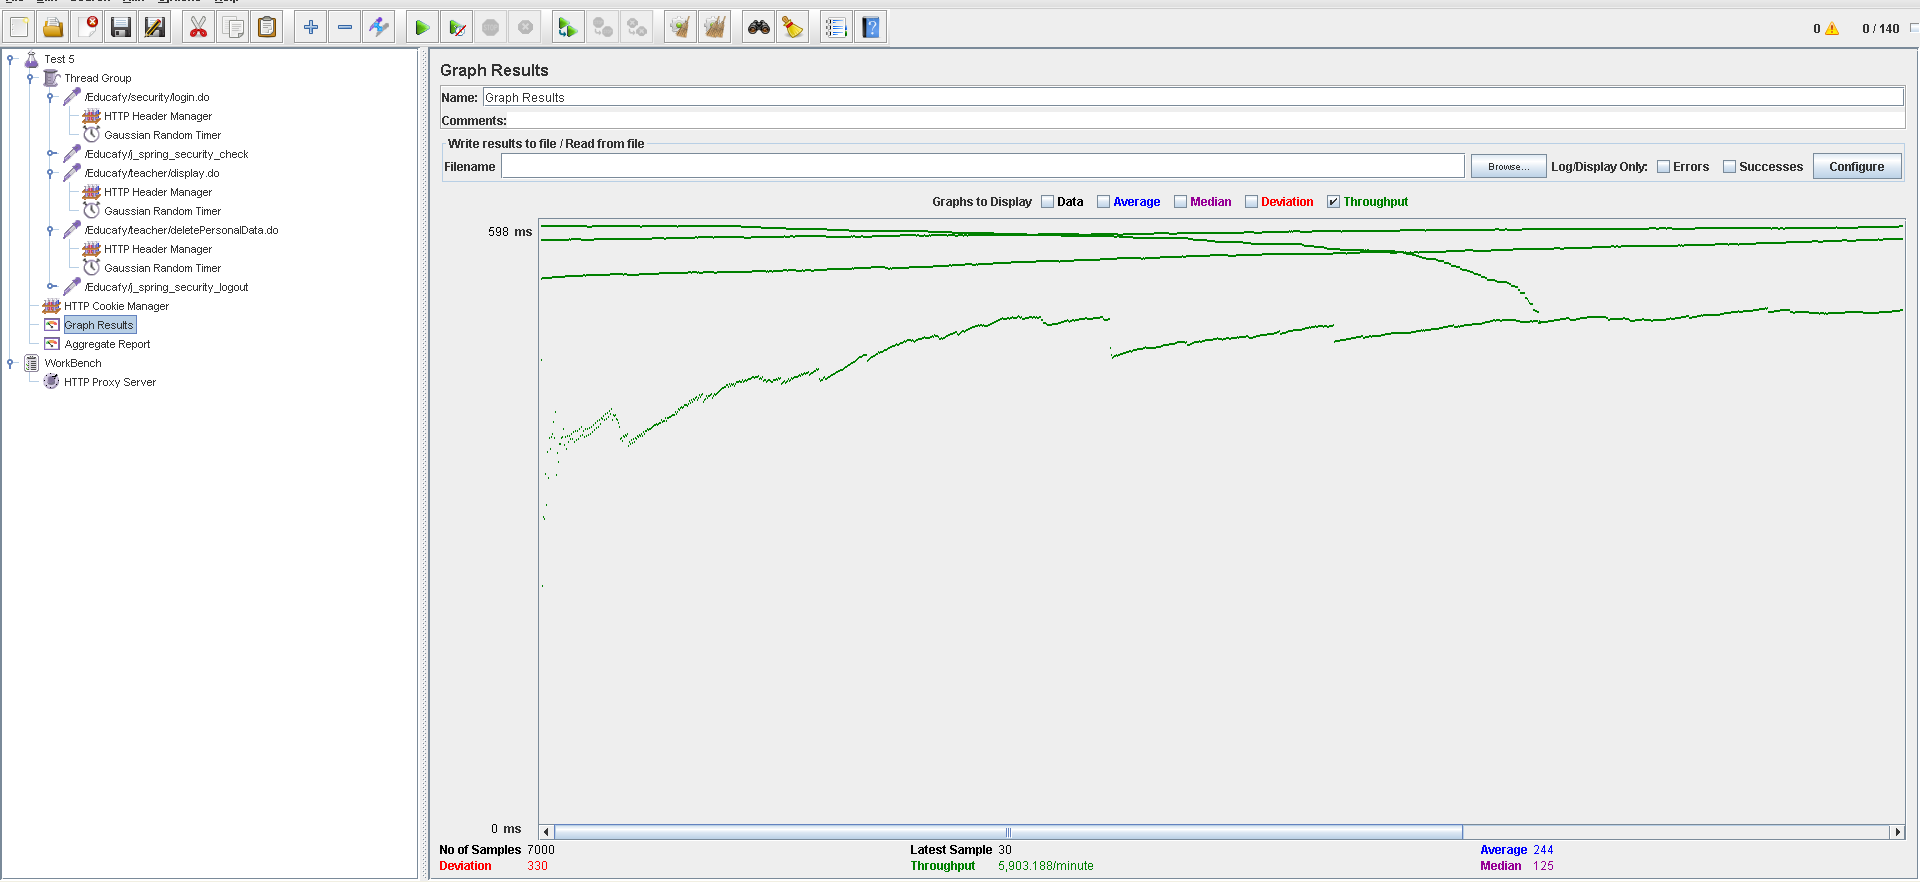 0
0 / 140
Test 5
Thread Group
/Educafy/security/login.do
HTTP Header Manager
Gaussian Random Timer
/Educafy/j_spring_security_check
/Educafy/teacher/display.do
HTTP Header Manager
Gaussian Random Timer
/Educafy/teacher/deletePersonalData.do
HTTP Header Manager
Gaussian Random Timer
/Educafy/j_spring_security_logout
HTTP Cookie Manager
Graph Results
Aggregate Report
WorkBench
HTTP Proxy Server
Graph Results
Name: Graph Results
Comments:
Write results to file / Read from file
Filename Browse... Log/Display Only: Errors Successes Configure
Graphs to Display Data Average Median Deviation Throughput
598 ms
0 ms
No of Samples 7000 Latest Sample 30 Average 244
Deviation 330 Throughput 5,903.188/minute Median 125